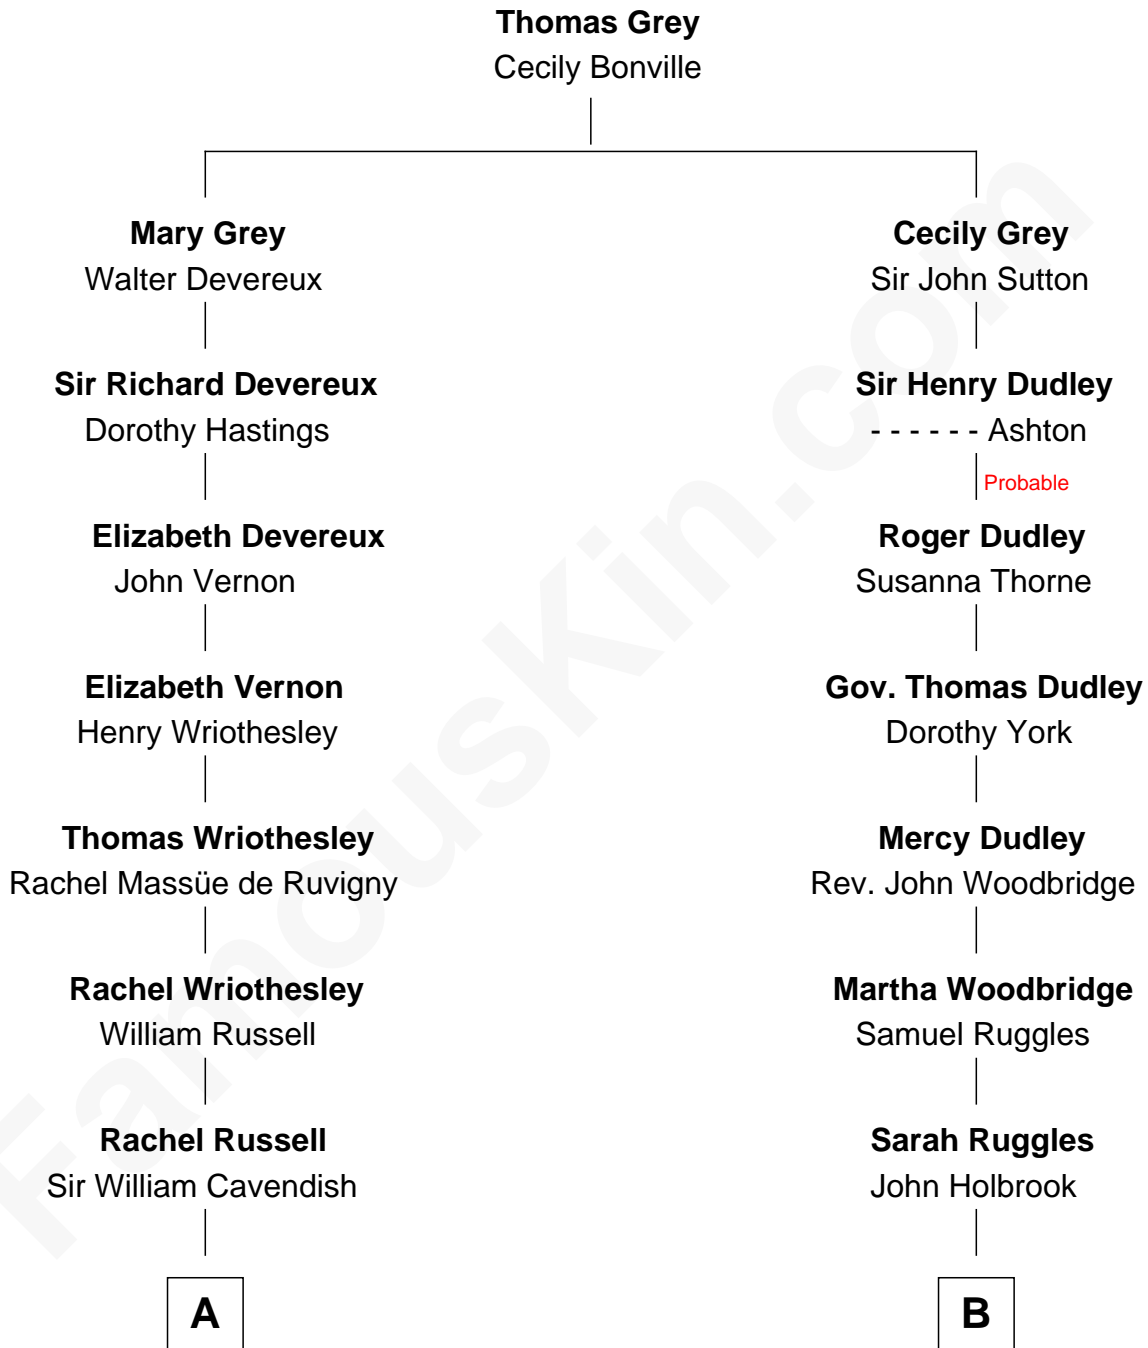 Thomas Grey
Cecily Bonville
Mary Grey
Walter Devereux
Sir Richard Devereux
Dorothy Hastings
Elizabeth Devereux
John Vernon
Elizabeth Vernon
Henry Wriothesley
Thomas Wriothesley
Rachel Massüe de Ruvigny
Rachel Wriothesley
William Russell
Rachel Russell
Sir William Cavendish
A
Cecily Grey
Sir John Sutton
Sir Henry Dudley
- - - - - - Ashton
Probable
Roger Dudley
Susanna Thorne
Gov. Thomas Dudley
Dorothy York
Mercy Dudley
Rev. John Woodbridge
Martha Woodbridge
Samuel Ruggles
Sarah Ruggles
John Holbrook
B
FamousKin.com